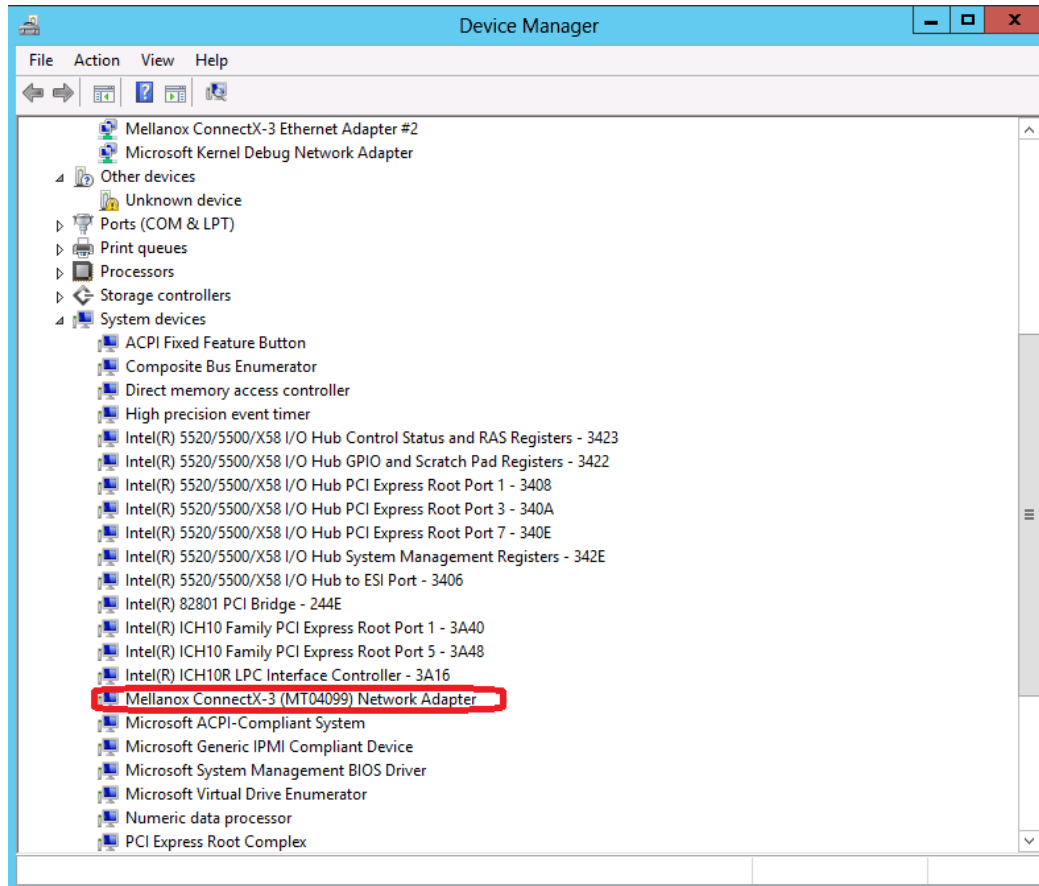 Device Manager
File Action View Help
Mellanox ConnectX-3 Ethernet Adapter #2
Microsoft Kernel Debug Network Adapter
Other devices
Unknown device
Ports (COM & LPT)
Print queues
Processors
Storage controllers
System devices
ACPI Fixed Feature Button
Composite Bus Enumerator
Direct memory access controller
High precision event timer
Intel(R) 5520/5500/X58 I/O Hub Control Status and RAS Registers - 3423
Intel(R) 5520/5500/X58 I/O Hub GPIO and Scratch Pad Registers - 3422
Intel(R) 5520/5500/X58 I/O Hub PCI Express Root Port 1 - 3408
Intel(R) 5520/5500/X58 I/O Hub PCI Express Root Port 3 - 340A
Intel(R) 5520/5500/X58 I/O Hub PCI Express Root Port 7 - 340E
Intel(R) 5520/5500/X58 I/O Hub System Management Registers - 342E
Intel(R) 5520/5500/X58 I/O Hub to ESI Port - 3406
Intel(R) 82801 PCI Bridge - 244E
Intel(R) ICH10 Family PCI Express Root Port 1 - 3A40
Intel(R) ICH10 Family PCI Express Root Port 5 - 3A48
Intel(R) ICH10R LPC Interface Controller - 3A16
Mellanox ConnectX-3 (MT04099) Network Adapter
Microsoft ACPI-Compliant System
Microsoft Generic IPMI Compliant Device
Microsoft System Management BIOS Driver
Microsoft Virtual Drive Enumerator
Numeric data processor
PCI Express Root Complex